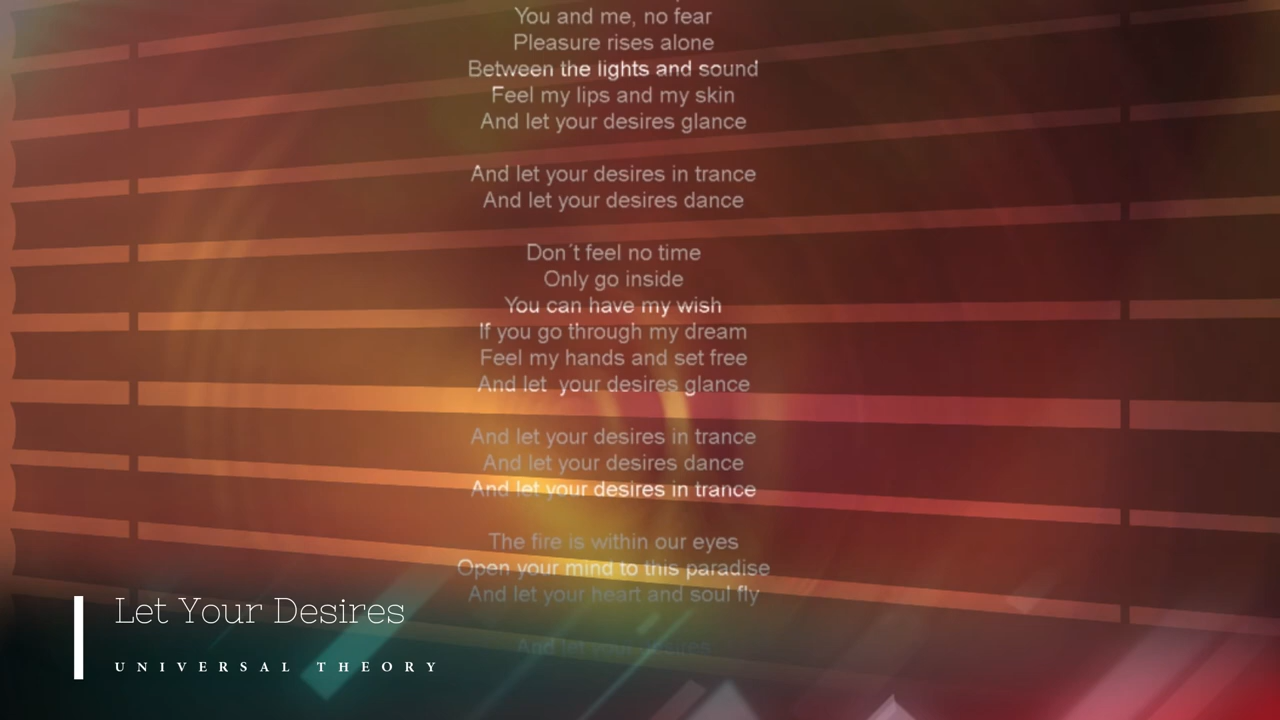 You and me, no fear
Pleasure rises alone
Between the lights and sound
Feel my lips and my skin
And let your desires glance
And let your desires in trance
And let your desires dance
Don´t feel no time
Only go inside
You can have my wish
If you go through my dream
Feel my hands and set free
And let  your desires glance
And let your desires in trance
And let your desires dance
And let your desires in trance
The fire is within our eyes
Open your mind to this paradise
And let your heart and soul fly
And let your desires
Let Your Desires
UNIVERSAL THEORY